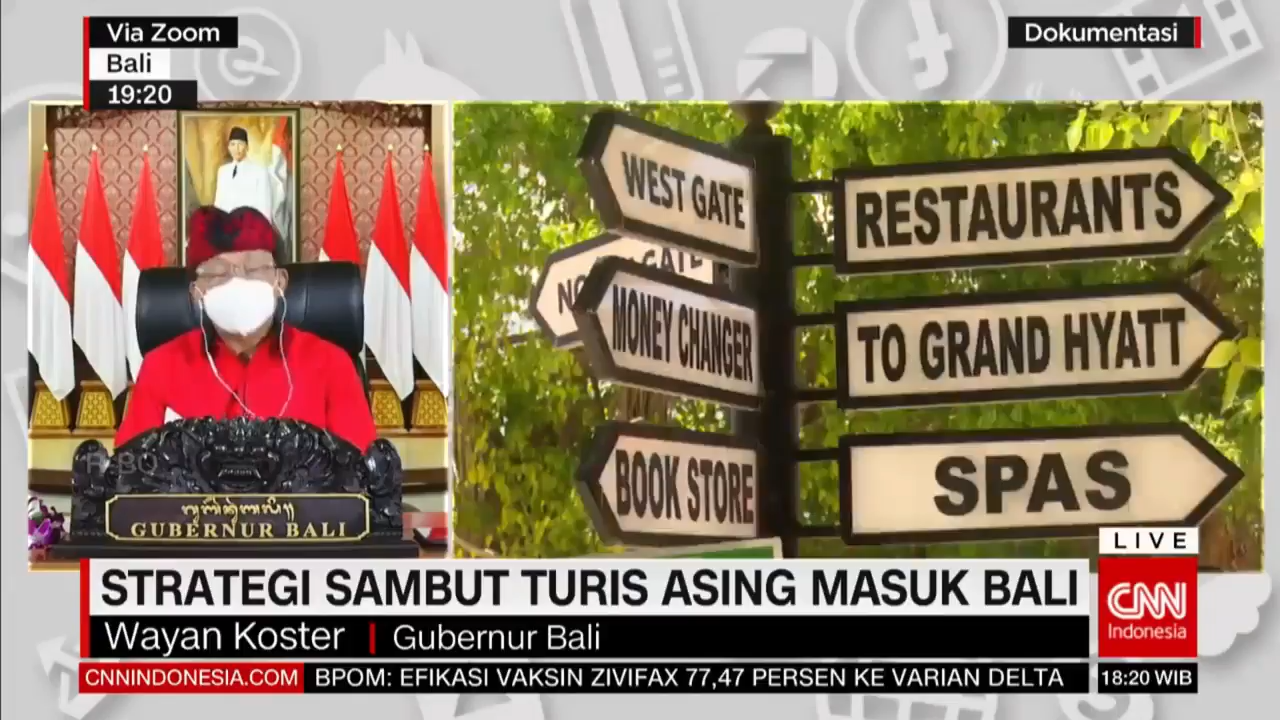 Via Zoom
Bali
19:20
Dokumentasi
WEST GATE
RESTAURANTS
GATE
MONEY CHANGER
TO GRAND HYATT
BOOK STORE
SPAS
GUBERNUR BALI
LIVE
STRATEGI SAMBUT TURIS ASING MASUK BALI
CNN
Indonesia
Wayan Koster | Gubernur Bali
CNNINDONESIA.COM
BPOM: EFIKASI VAKSIN ZIVIFAX 77,47 PERSEN KE VARIAN DELTA
18:20 WIB